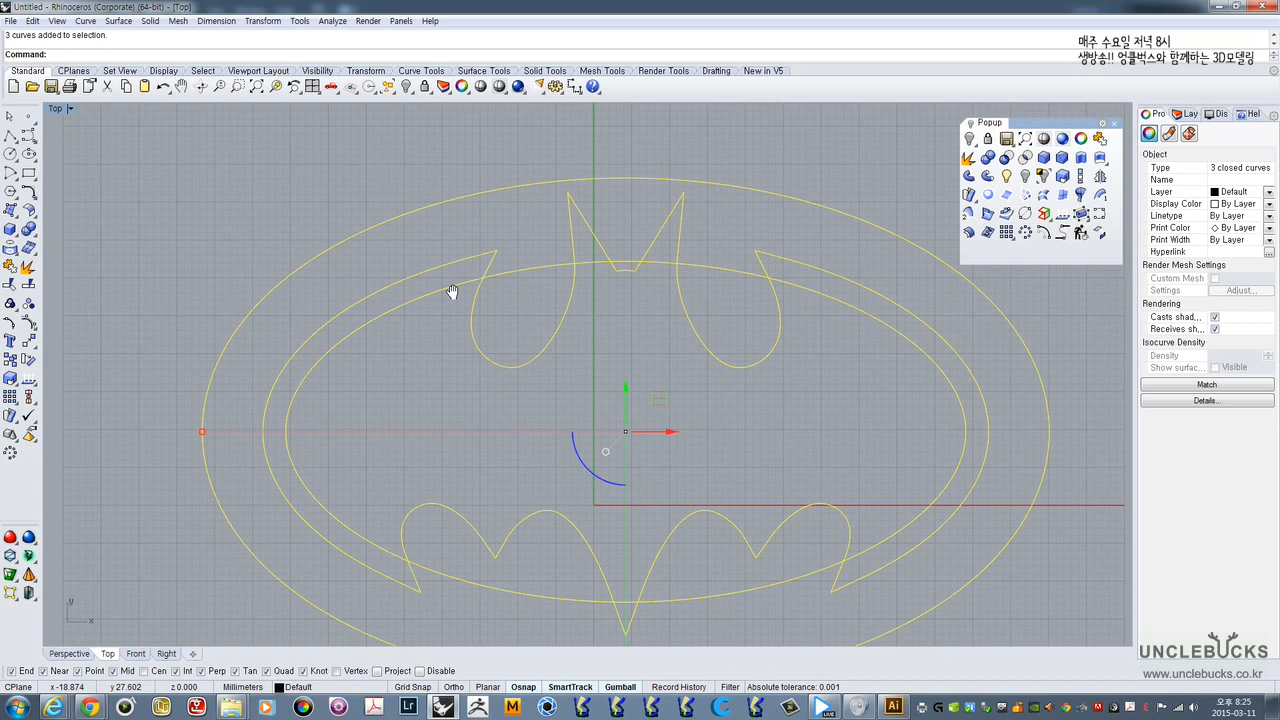 Untitled - Rhinoceros (Corporate) (64-bit) - [Top]
File Edit View Curve Surface Solid Mesh Dimension Transform Tools Analyze Render Panels Help
3 curves added to selection.
Command:
매주 수요일 저녁 8시
생방송!! 엉클벅스와 함께하는 3D모델링
Standard CPlanes Set View Display Select Viewport Layout Visibility Transform Curve Tools Surface Tools Solid Tools Mesh Tools Render Tools Drafting New in V5
Top
Popup
Pro Lay Dis Hel
Object
Type 3 closed curves
Name
Layer Default
Display Color By Layer
Linetype By Layer
Print Color By Layer
Print Width By Layer
Hyperlink ...
Render Mesh Settings
Custom Mesh
Settings Adjust...
Rendering
Casts shad...
Receives sh...
Isocurve Density
Density
Show surfac... Visible
Match
Details...
y
x
UNCLEBUCKS
www.unclebucks.com
Perspective Top Front Right
End Near Point Mid Cen Int Perp Tan Quad Knot Vertex Project Disable
CPlane x -18.874 y 27.602 z 0.000 Millimeters Default Grid Snap Ortho Planar Osnap SmartTrack Gumball Record History Filter Absolute tolerance: 0.001
Lr M LIVE Ai 오후 8:25
2015-03-11